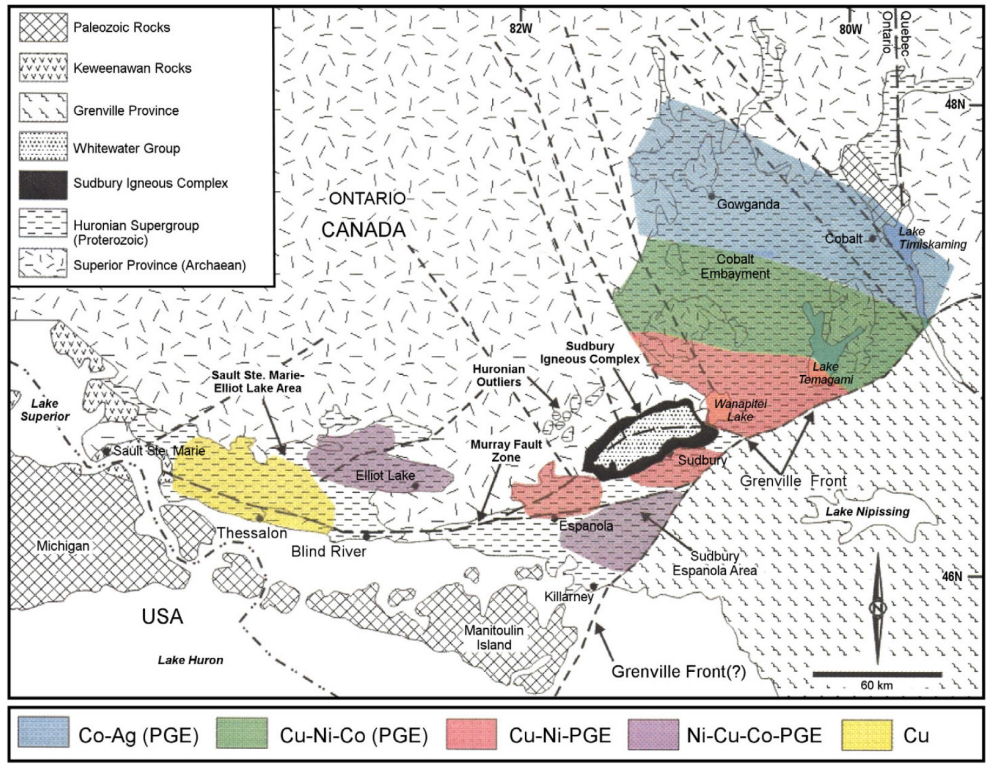 Paleozoic Rocks
Keweenawan Rocks
Grenville Province
Whitewater Group
Sudbury Igneous Complex
Huronian Supergroup
(Proterozoic)
Superior Province (Archaean)
82W
80W
Quebec
Ontario
48N
ONTARIO
CANADA
Gowganda
Cobalt
Lake
Timiskaming
Cobalt
Embayment
Sudbury
Igneous Complex
Huronian
Outliers
Lake
Temagami
Sault Ste. Marie-
Elliot Lake Area
Wanapitei
Lake
Lake
Superior
Murray Fault
Zone
Sault Ste. Marie
Elliot Lake
Sudbury
Grenville Front
Lake Nipissing
Thessalon
Espanola
Michigan
Blind River
Sudbury
Espanola Area
46N
Killarney
USA
Manitoulin
Island
N
Lake Huron
Grenville Front(?)
60 km
Co-Ag (PGE)
Cu-Ni-Co (PGE)
Cu-Ni-PGE
Ni-Cu-Co-PGE
Cu